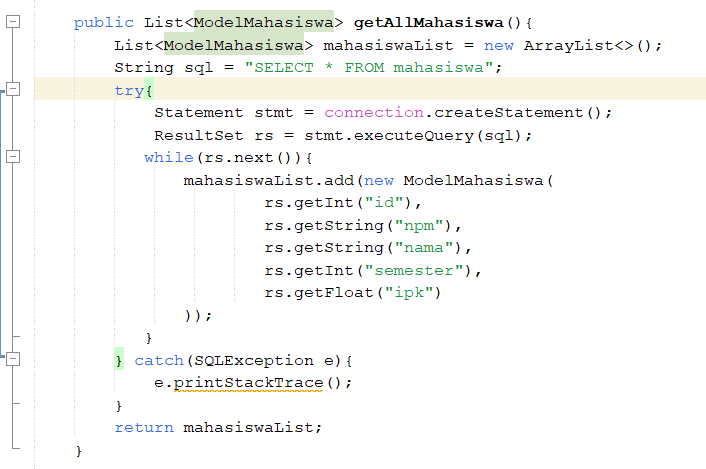 public List<ModelMahasiswa> getAllMahasiswa(){
List<ModelMahasiswa> mahasiswaList = new ArrayList<>();
String sql = "SELECT * FROM mahasiswa";
try{
Statement stmt = connection.createStatement();
ResultSet rs = stmt.executeQuery(sql);
while(rs.next()){
mahasiswaList.add(new ModelMahasiswa(
rs.getInt("id"),
rs.getString("npm"),
rs.getString("nama"),
rs.getInt("semester"),
rs.getFloat("ipk")
));
}
} catch(SQLException e){
e.printStackTrace();
}
return mahasiswaList;
}